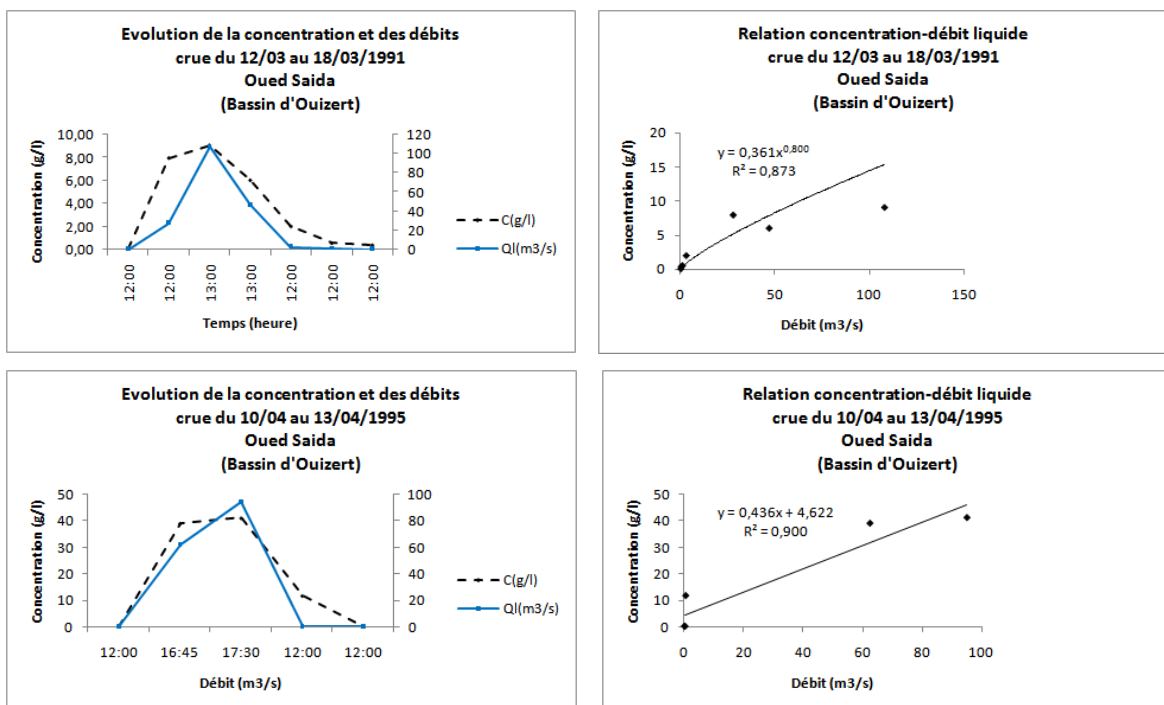 Evolution de la concentration et des débits
crue du 12/03 au 18/03/1991
Oued Saida
(Bassin d'Ouizert)
Concentration (g/l)
10,00
8,00
6,00
4,00
2,00
0,00
120
100
80
60
40
20
0
C(g/l)
Ql(m3/s)
12:00
12:00
13:00
13:00
12:00
12:00
12:00
Temps (heure)
Relation concentration-débit liquide
crue du 12/03 au 18/03/1991
Oued Saida
(Bassin d'Ouizert)
Concentration (g/l)
20
15
10
5
0
y = 0,361x^0,800
R² = 0,873
0 50 100 150
Débit (m3/s)
Evolution de la concentration et des débits
crue du 10/04 au 13/04/1995
Oued Saida
(Bassin d'Ouizert)
Concentration (g/l)
50
40
30
20
10
0
100
80
60
40
20
0
C(g/l)
Ql(m3/s)
12:00 16:45 17:30 12:00 12:00
Débit (m3/s)
Relation concentration-débit liquide
crue du 10/04 au 13/04/1995
Oued Saida
(Bassin d'Ouizert)
Concentration (g/l)
50
40
30
20
10
0
y = 0,436x + 4,622
R² = 0,900
0 20 40 60 80 100
Débit (m3/s)